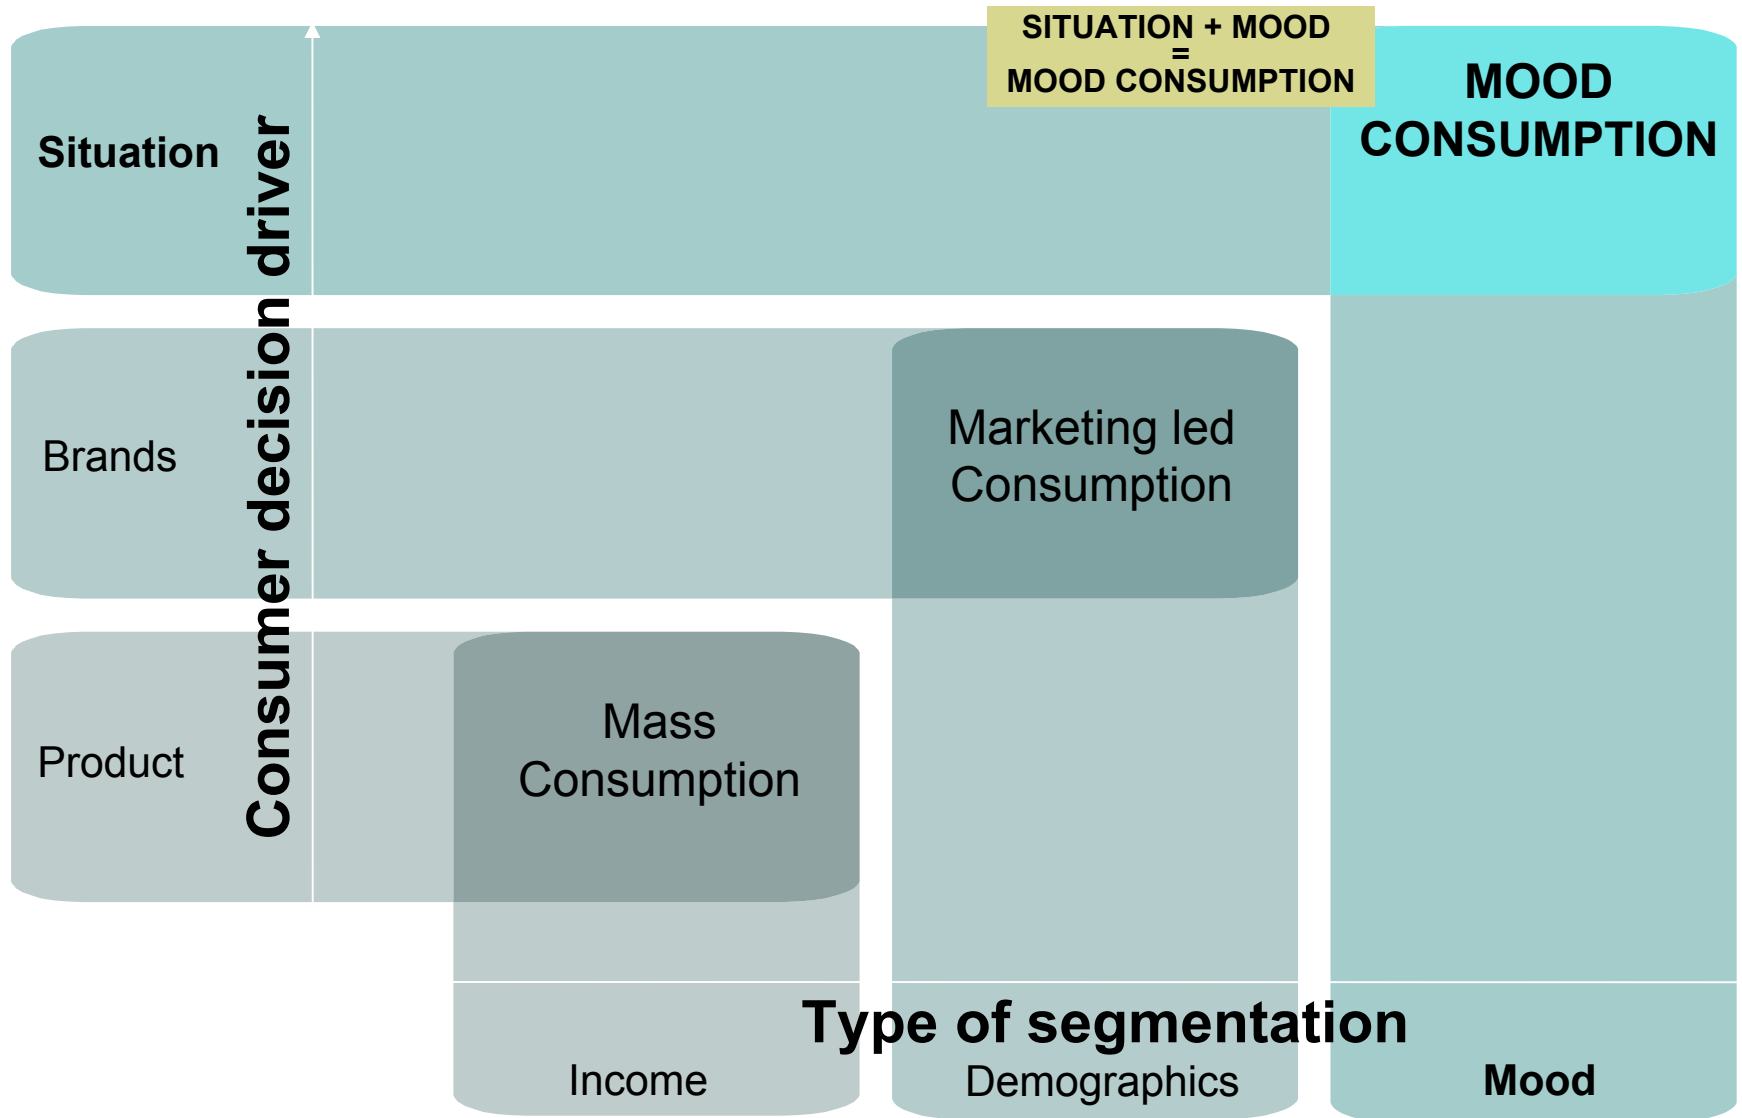 SITUATION + MOOD
=
MOOD CONSUMPTION
MOOD
CONSUMPTION
Situation
Consumer decision driver
Brands
Marketing led
Consumption
Product
Mass
Consumption
Type of segmentation
Income
Demographics
Mood